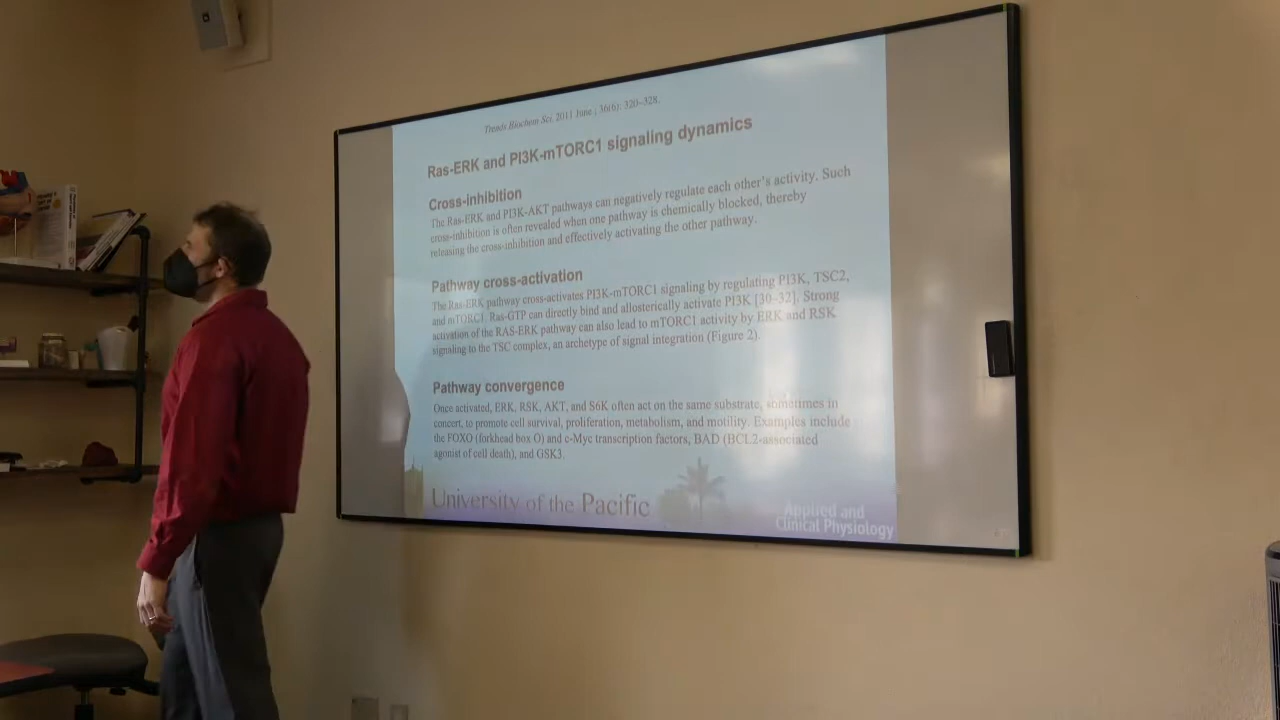 Trends Biochem Sci. 2011 June ; 36(6): 320–328.
Ras-ERK and PI3K-mTORC1 signaling dynamics
Cross-inhibition
The Ras-ERK and PI3K-AKT pathways can negatively regulate each other's activity. Such
cross-inhibition is often revealed when one pathway is chemically blocked, thereby
releasing the cross-inhibition and effectively activating the other pathway.
Pathway cross-activation
The Ras-ERK pathway cross-activates PI3K-mTORC1 signaling by regulating PI3K, TSC2,
and mTORC1. Ras-GTP can directly bind and allosterically activate PI3K [30–32]. Strong
activation of the RAS-ERK pathway can also lead to mTORC1 activity by ERK and RSK
signaling to the TSC complex, an archetype of signal integration (Figure 2).
Pathway convergence
Once activated, ERK, RSK, AKT, and S6K often act on the same substrate, sometimes in
concert, to promote cell survival, proliferation, metabolism, and motility. Examples include
the FOXO (forkhead box O) and c-Myc transcription factors, BAD (BCL2-associated
agonist of cell death), and GSK3.
University of the Pacific
Applied and
Clinical Physiology